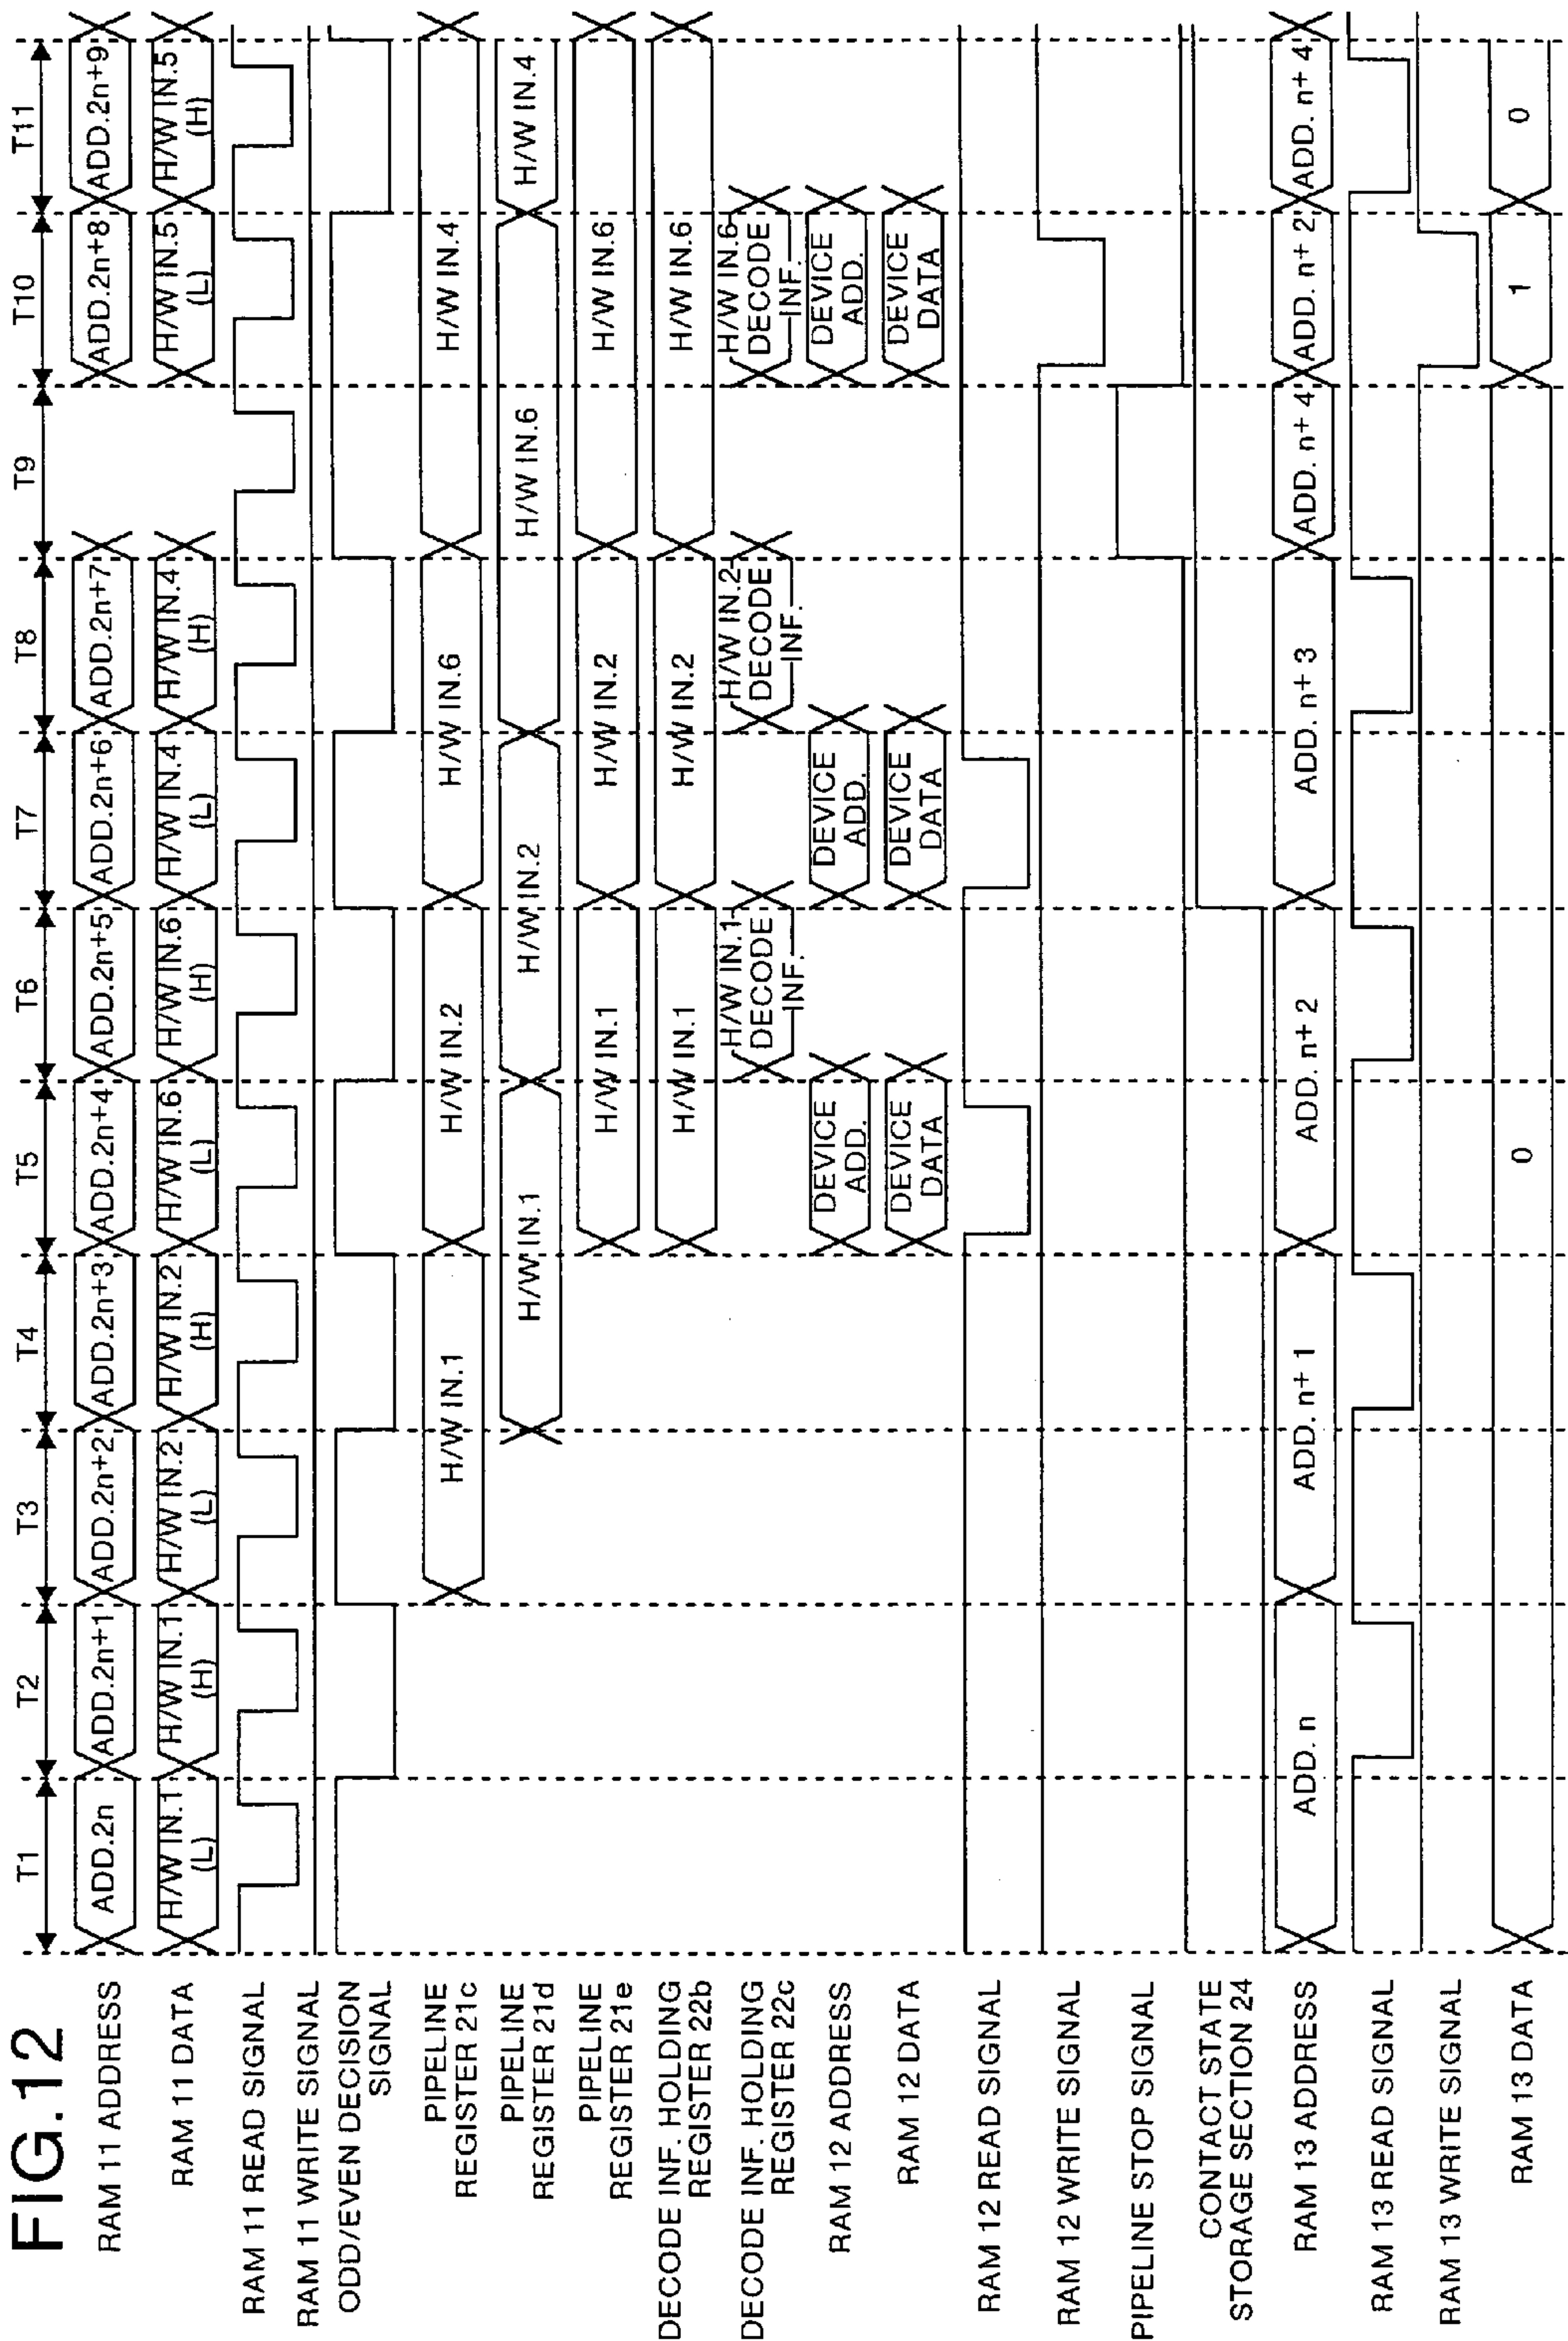 FIG.12
T1 T2 T3 T4 T5 T6 T7 T8 T9 T10 T11
RAM 11 ADDRESS
ADD.2n ADD.2n+1 ADD.2n+2 ADD.2n+3 ADD.2n+4 ADD.2n+5 ADD.2n+6 ADD.2n+7 ADD.2n+8 ADD.2n+9
RAM 11 DATA
H/W IN.1 H/W IN.1 H/W IN.2 H/W IN.2 H/W IN.6 H/W IN.6 H/W IN.4 H/W IN.4 H/W IN.5 H/W IN.5
(L) (H) (L) (H) (L) (H) (L) (H) (L) (H)
RAM 11 READ SIGNAL
RAM 11 WRITE SIGNAL
ODD/EVEN DECISION
SIGNAL
PIPELINE
REGISTER 21c
H/W IN.1 H/W IN.2 H/W IN.6 H/W IN.4
PIPELINE
REGISTER 21d
H/W IN.1 H/W IN.2 H/W IN.6 H/W IN.4
PIPELINE
REGISTER 21e
H/W IN.1 H/W IN.2 H/W IN.6
DECODE INF. HOLDING
REGISTER 22b
H/W IN.1 H/W IN.2 H/W IN.6
DECODE INF. HOLDING
REGISTER 22c
H/W IN.1 H/W IN.2 H/W IN.6
DECODE DECODE DECODE
INF. INF. INF.
RAM 12 ADDRESS
DEVICE DEVICE DEVICE
ADD. ADD. ADD.
RAM 12 DATA
DEVICE DEVICE DEVICE
DATA DATA DATA
RAM 12 READ SIGNAL
RAM 12 WRITE SIGNAL
PIPELINE STOP SIGNAL
CONTACT STATE
STORAGE SECTION 24
RAM 13 ADDRESS
ADD. n ADD. n+1 ADD. n+2 ADD. n+3 ADD. n+4 ADD. n+2 ADD. n+4
RAM 13 READ SIGNAL
RAM 13 WRITE SIGNAL
RAM 13 DATA
0 1 0